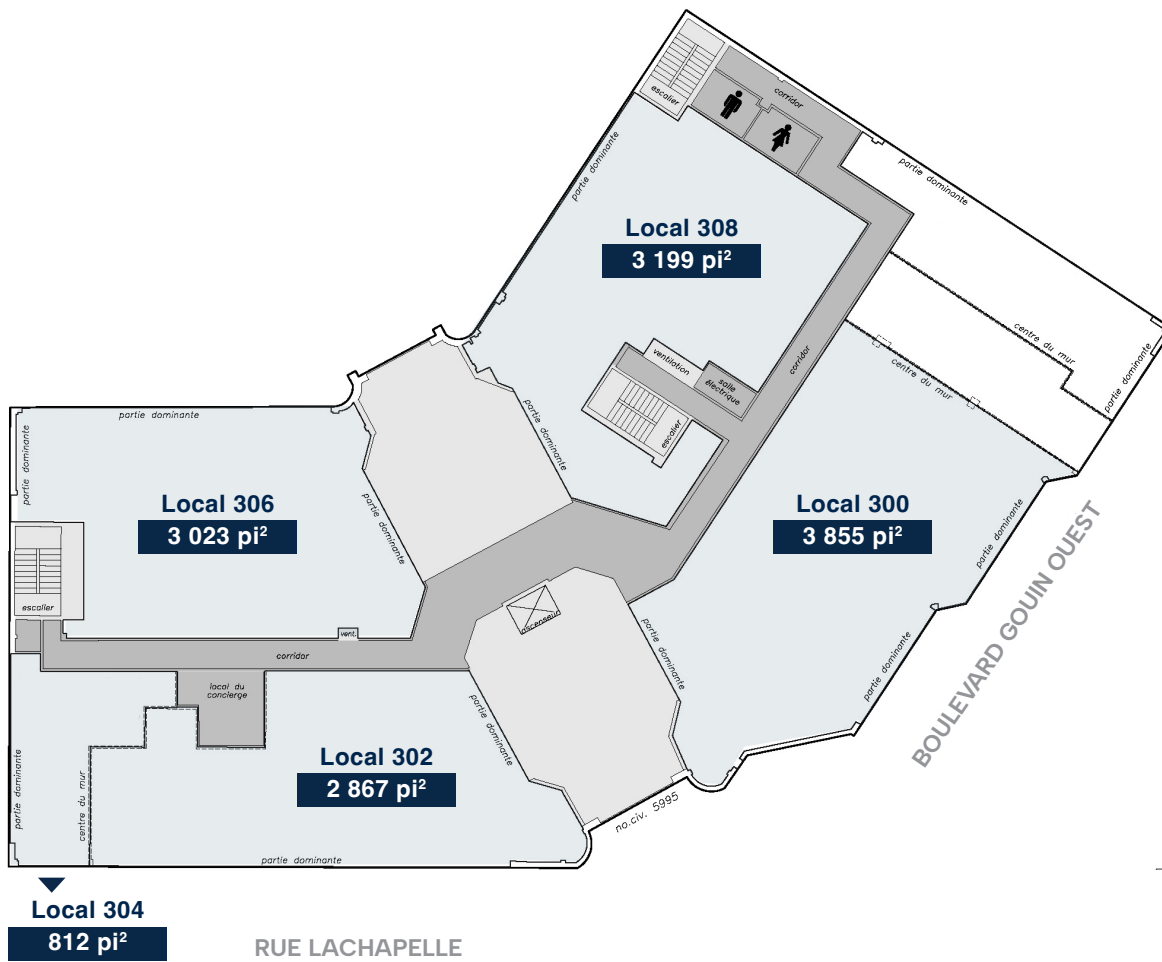 escalier
corridor
partie dominante
partie dominante
Local 308
3 199 pi²
centre du mur
partie dominante
ventilation
salle
électrique
corridor
centre du mur
escalier
partie dominante
partie dominante
partie dominante
Local 306
3 023 pi²
partie dominante
Local 300
3 855 pi²
partie dominante
escalier
vent.
ascenseur
corridor
partie dominante
partie dominante
BOULEVARD GOUIN OUEST
local du
concierge
partie dominante
Local 302
2 867 pi²
partie dominante
centre du mur
no.civ. 5995
partie dominante
Local 304
812 pi²
RUE LACHAPELLE